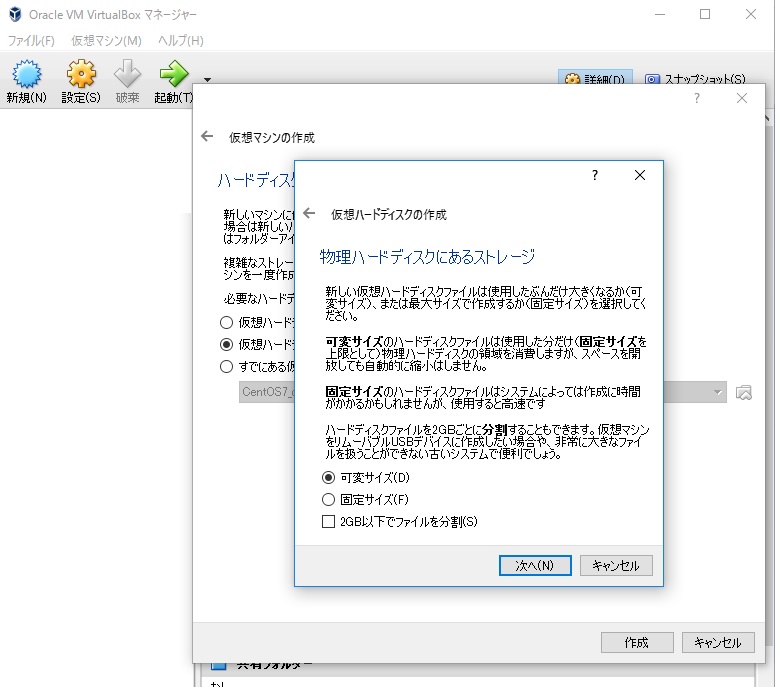 Oracle VM VirtualBox マネージャー
ファイル(F) 仮想マシン(M) ヘルプ(H)
新規(N) 設定(S) 破棄 起動(T) 詳細(D) スナップショット(S)
?
仮想マシンの作成
ハードディス
新しいマシンに
場合は新しい
はフォルダーアイ
複雑なストレー
シンを一度作成
必要なハードデ
仮想ハード
仮想ハード
すでにある仮
CentOS7_
?
仮想ハードディスクの作成
物理ハードディスクにあるストレージ
新しい仮想ハードディスクファイルは使用したぶんだけ大きくなるか(可
変サイズ)、または最大サイズで作成するか(固定サイズ)を選択してく
ださい。
可変サイズのハードディスクファイルは使用した分だけ(固定サイズを
上限として)物理ハードディスクの領域を消費しますが、スペースを開
放しても自動的に縮小はしません。
固定サイズのハードディスクファイルはシステムによっては作成に時間
がかかるかもしれませんが、使用すると高速です
ハードディスクファイルを2GBごとに分割することもできます。仮想マシン
をリムーバブルUSBデバイスに作成したい場合や、非常に大きなファイ
ルを扱うことができない古いシステムで便利でしょう。
可変サイズ(D)
固定サイズ(F)
2GB以下でファイルを分割(S)
次へ(N) キャンセル
作成 キャンセル
共有フォルダー
なし